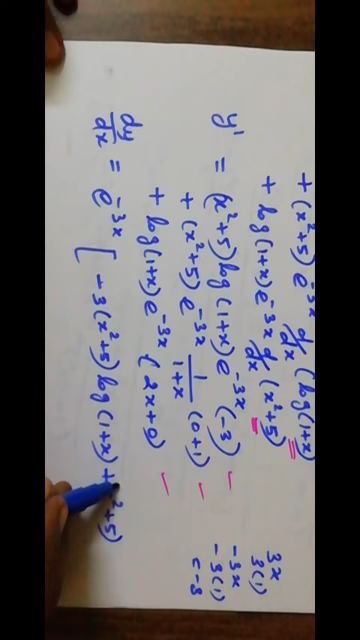 + (x²+5) e^{-3x} d/dx (log(1+x))
+ log(1+x) e^{-3x} d/dx (x²+5)
y' = (x²+5) log(1+x) e^{-3x} (-3)
+ (x²+5) e^{-3x} 1/(1+x) (0+1)
+ log(1+x) e^{-3x} (2x+0)
dy/dx = e^{-3x} [ -3(x²+5) log(1+x) + ²+5)
3x
3(1)
-3x
-3(1)
= -3